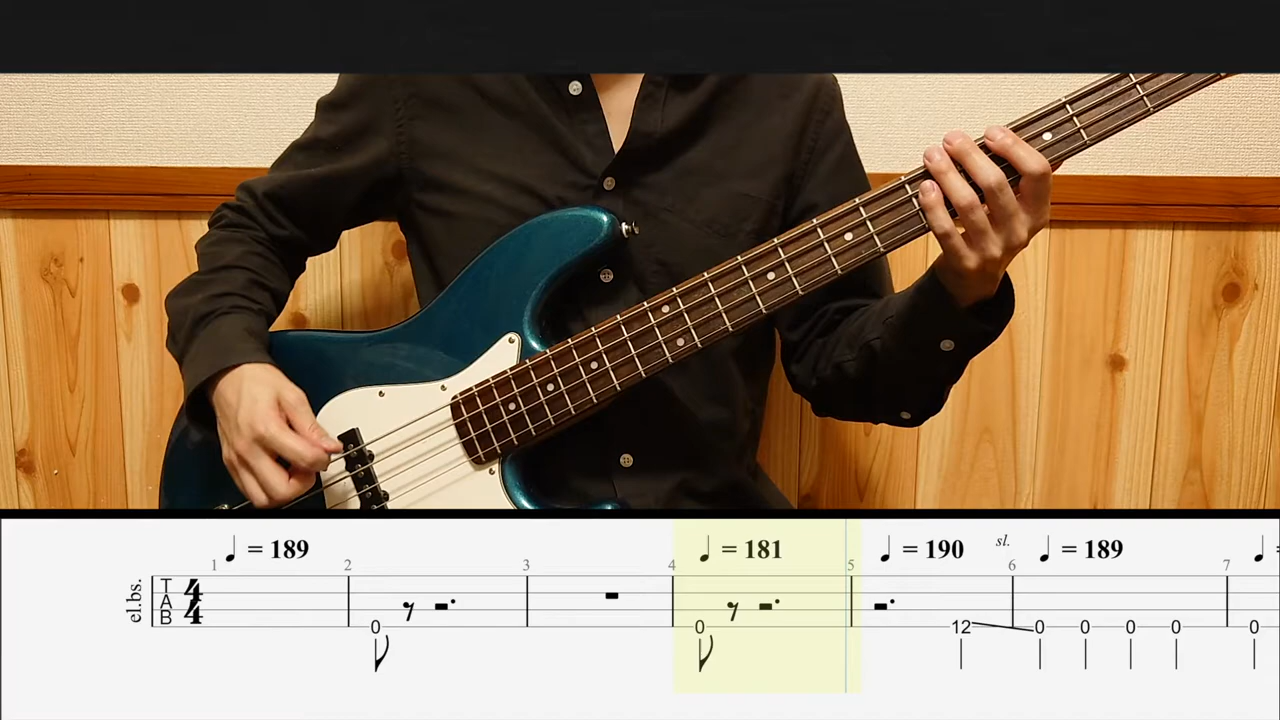 = 189 = 181 = 190 sl. = 189 =
1 2 3 4 5 6 7
el.bs. T A B 4 4
0 0 12 0 0 0 0 0